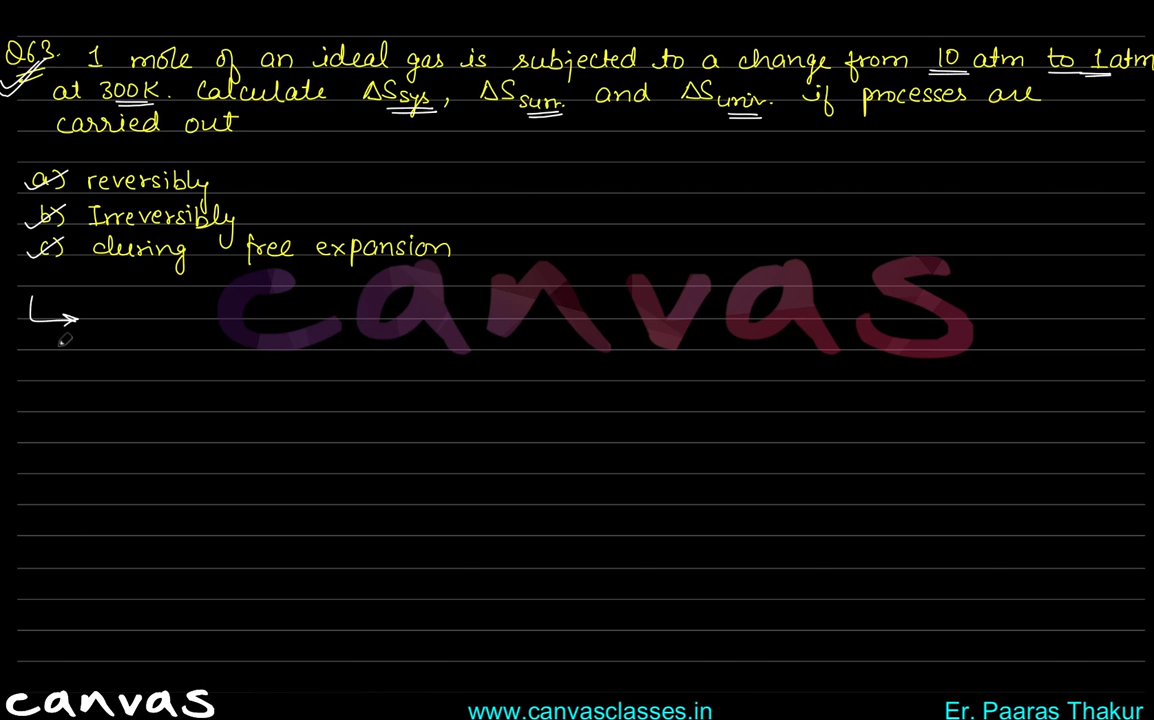 Q63. 1 mole of an ideal gas is subjected to a change from 10 atm to 1atm
at 300K. Calculate ΔSsys, ΔSsurr. and ΔSuniv. if processes are
carried out
a) reversibly
b) Irreversibly
c) during free expansion
canvas
canvas
www.canvasclasses.in
Er. Paaras Thakur